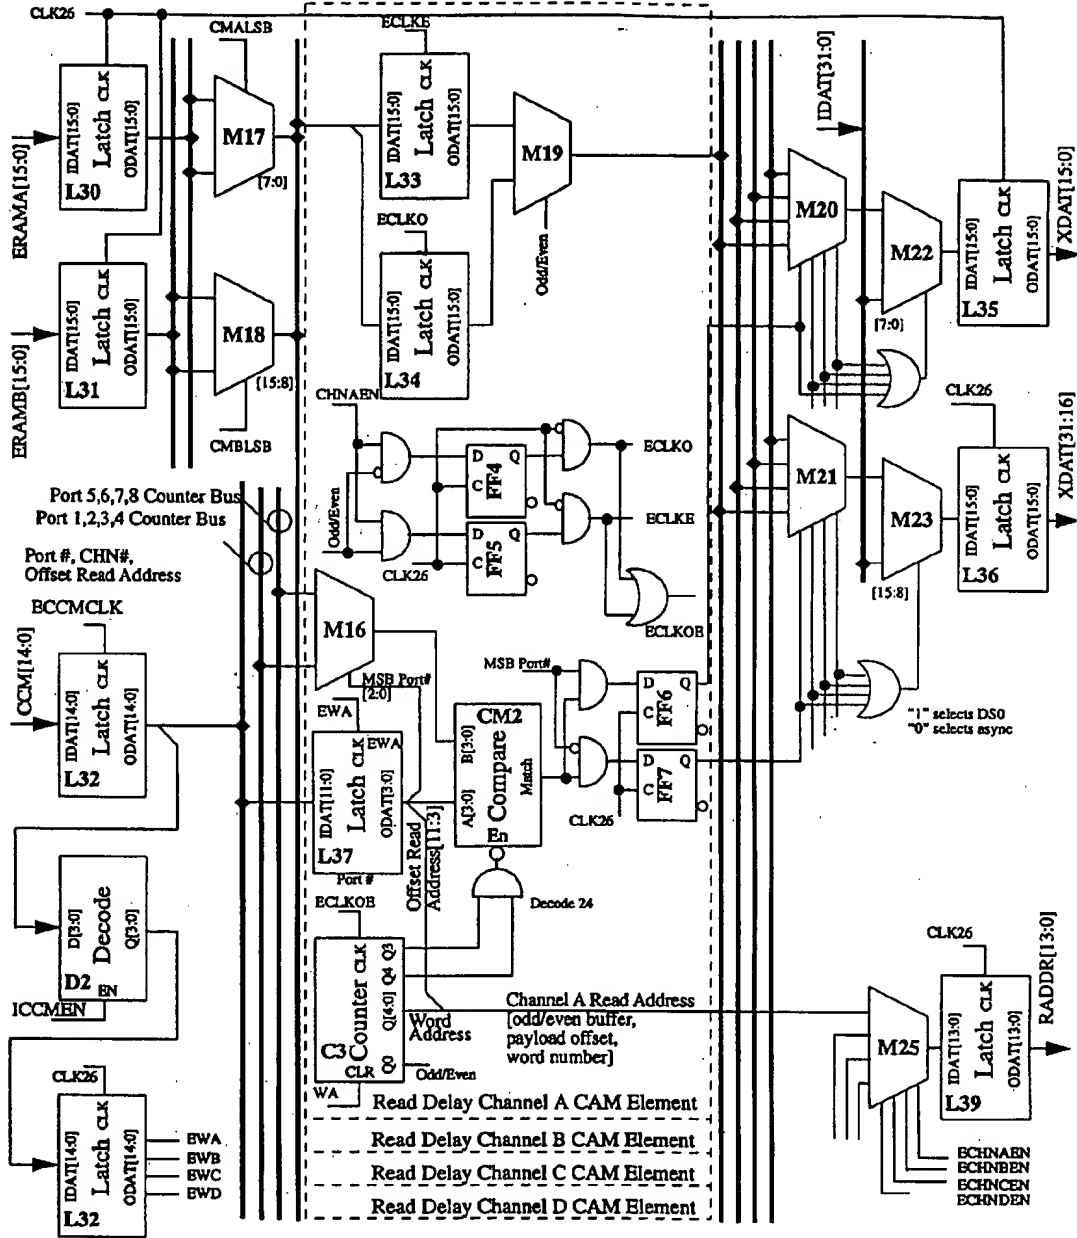 CLK26
CMALSB
IDAT[15:0]
Latch CLK
ODAT[15:0]
L30
ERAMA[15:0]
M17
[7:0]
IDAT[15:0]
Latch CLK
ODAT[15:0]
L31
ERAMB[15:0]
M18
[15:8]
CMBLSB
ECLKE
IDAT[15:0]
Latch CLK
ODAT[15:0]
L33
M19
Odd/Even
ECLKO
IDAT[15:0]
Latch CLK
ODAT[15:0]
L34
IDAT[31:0]
M20
M22
[7:0]
IDAT[15:0]
Latch CLK
ODAT[15:0]
L35
XDAT[15:0]
CHNAEN
Odd/Even
D
Q
C
FF4
D
Q
C
FF5
CLK26
ECLKO
ECLKE
ECLKOE
M21
M23
[15:8]
CLK26
IDAT[15:0]
Latch CLK
ODAT[15:0]
L36
XDAT[31:16]
"1" selects DS0
"0" selects async
Port 5,6,7,8 Counter Bus
Port 1,2,3,4 Counter Bus
Port #, CHN#,
Offset Read Address
ECCMCLK
CCM[14:0]
IDAT[14:0]
Latch CLK
ODAT[14:0]
L32
M16
MSB Port#
[2:0]
EWA
EWA
IDAT[11:0]
Latch CLK
ODAT[3:0]
L37
Port #
Offset Read
Address[11:3]
CM2
B[3:0]
A[3:0]
Compare
Match
En
Decode 24
MSB Port#
D
Q
C
FF6
D
Q
C
FF7
CLK26
D[3:0]
Decode
Q[3:0]
D2
EN
ICCMEN
ECLKOE
Counter CLK
Q3
Q4
Q[4:0]
Q0
C3
CLR
WA
Word
Address
Odd/Even
Channel A Read Address
[odd/even buffer,
payload offset,
word number]
CLK26
M25
IDAT[13:0]
Latch CLK
ODAT[13:0]
L39
RADDR[13:0]
ECHNAEN
ECHNBEN
ECHNCEN
ECHNDEN
CLK26
IDAT[14:0]
Latch CLK
ODAT[14:0]
L32
EWA
EWB
EWC
EWD
Read Delay Channel A CAM Element
Read Delay Channel B CAM Element
Read Delay Channel C CAM Element
Read Delay Channel D CAM Element